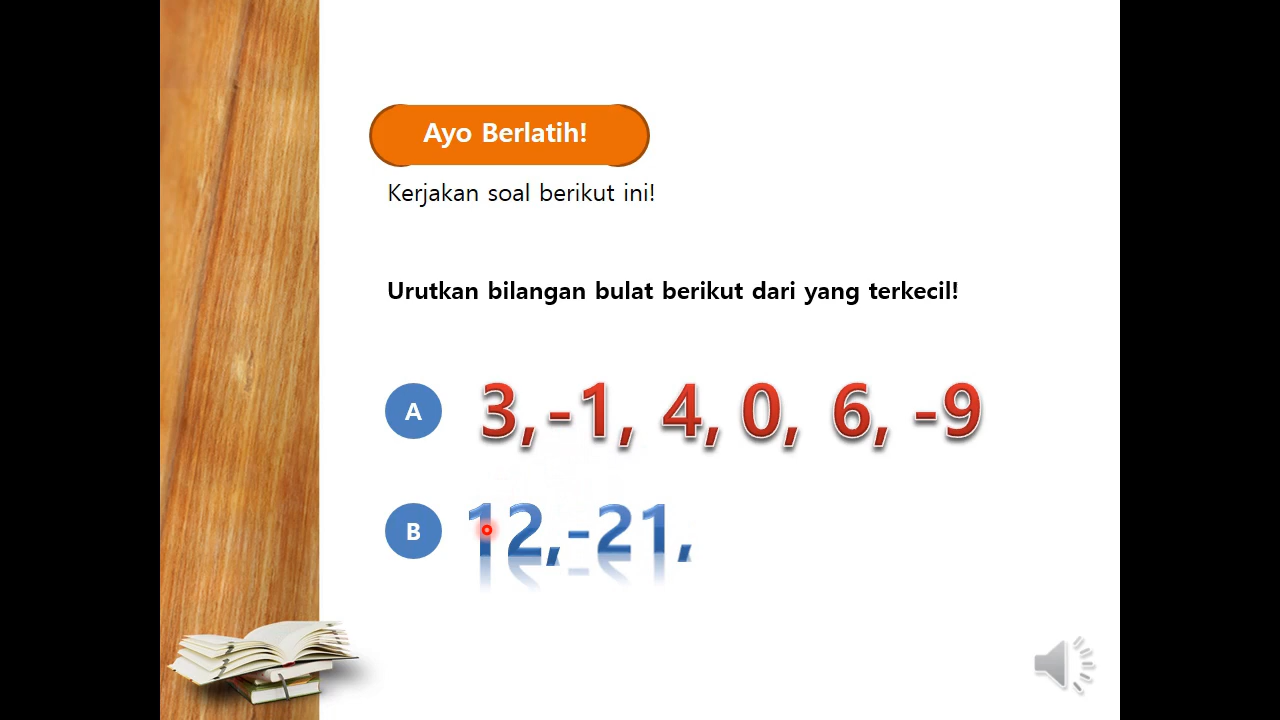 Ayo Berlatih!
Kerjakan soal berikut ini!
Urutkan bilangan bulat berikut dari yang terkecil!
A 3,-1, 4, 0, 6, -9
B 12,-21,